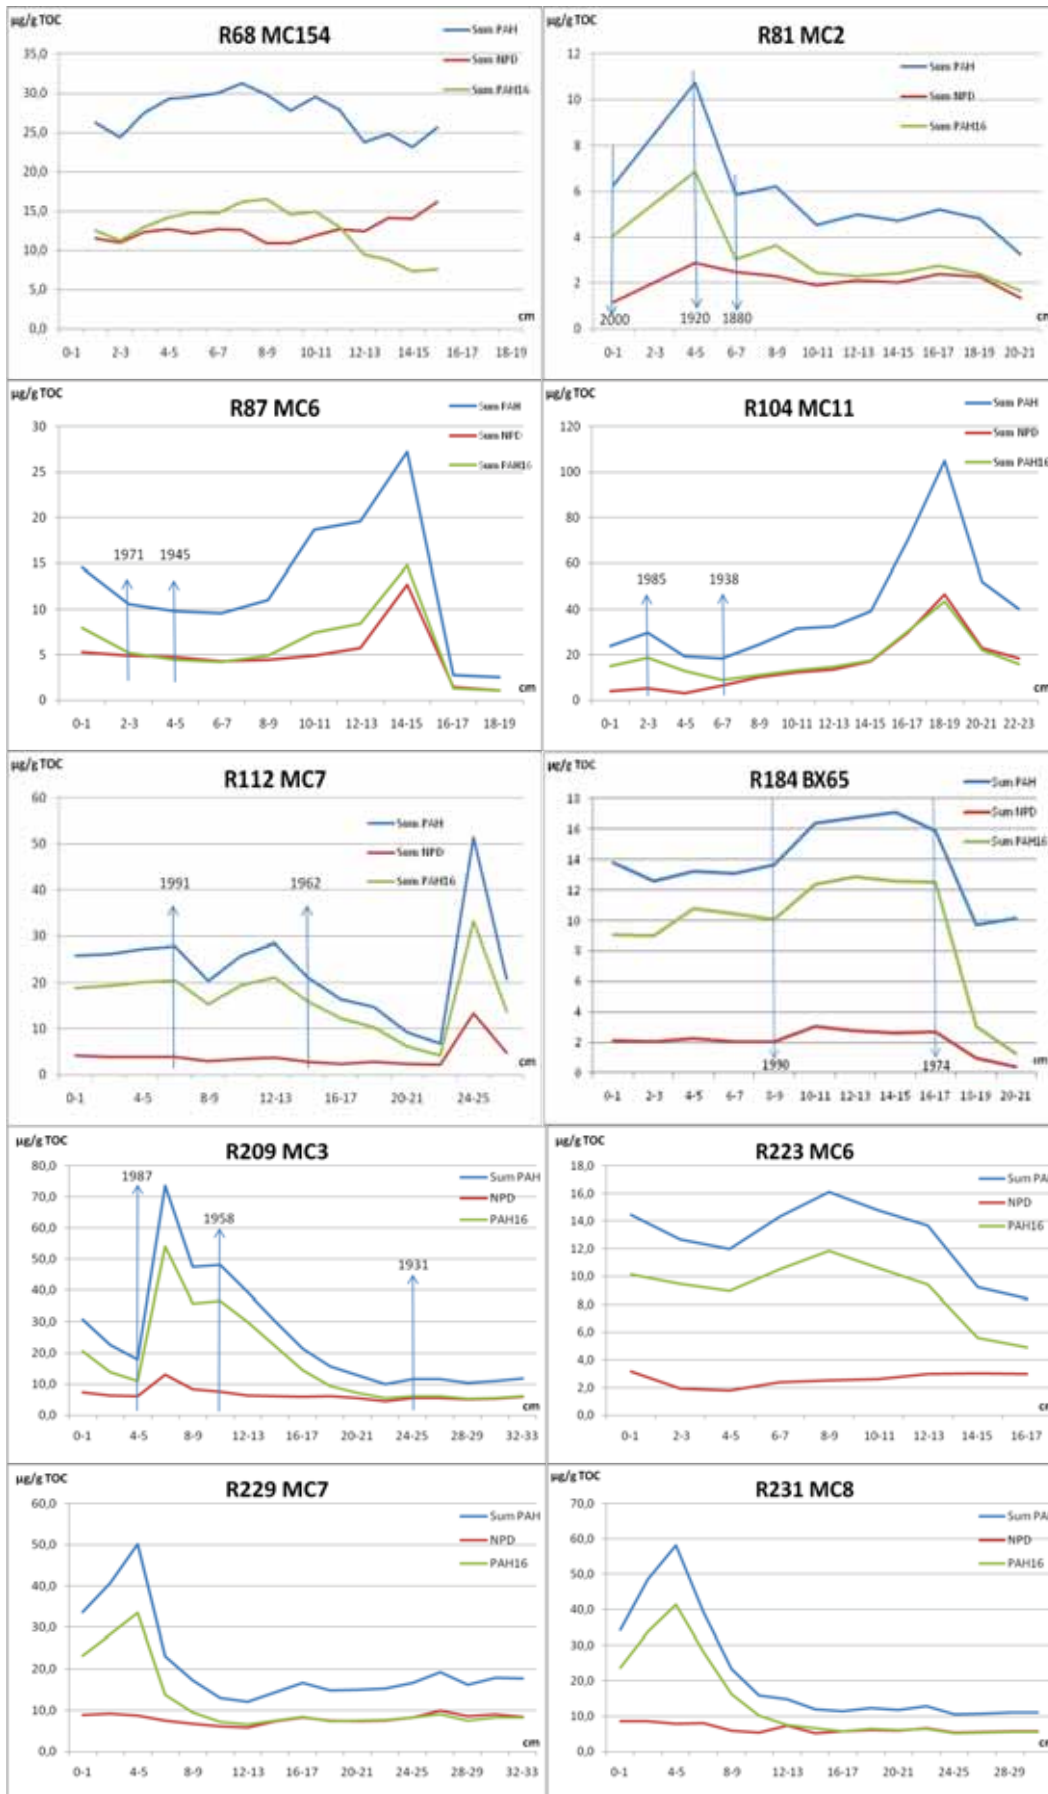 µg/g TOC
R68 MC154
Sum PAH
Sum NPD
Sum PAH16
35,0
30,0
25,0
20,0
15,0
10,0
5,0
0,0
cm
0-1 2-3 4-5 6-7 8-9 10-11 12-13 14-15 16-17 18-19
µg/g TOC
R81 MC2
Sum PAH
Sum NPD
Sum PAH16
12
10
8
6
4
2
0
2000 1920 1880
cm
0-1 2-3 4-5 6-7 8-9 10-11 12-13 14-15 16-17 18-19 20-21
µg/g TOC
R87 MC6
Sum PAH
Sum NPD
Sum PAH16
30
25
20
15
10
5
0
1971 1945
cm
0-1 2-3 4-5 6-7 8-9 10-11 12-13 14-15 16-17 18-19
µg/g TOC
R104 MC11
Sum PAH
Sum NPD
Sum PAH16
120
100
80
60
40
20
0
1985 1938
cm
0-1 2-3 4-5 6-7 8-9 10-11 12-13 14-15 16-17 18-19 20-21 22-23
µg/g TOC
R112 MC7
Sum PAH
Sum NPD
Sum PAH16
60
50
40
30
20
10
0
1991 1962
cm
0-1 4-5 8-9 12-13 16-17 20-21 24-25
µg/g TOC
R184 BX65
Sum PAH
Sum NPD
Sum PAH16
18
16
14
12
10
8
6
4
2
0
1990 1974
cm
0-1 2-3 4-5 6-7 8-9 10-11 12-13 14-15 16-17 18-19 20-21
µg/g TOC
R209 MC3
Sum PAH
NPD
PAH16
80,0
70,0
60,0
50,0
40,0
30,0
20,0
10,0
0,0
1987
1958
1931
cm
0-1 4-5 8-9 12-13 16-17 20-21 24-25 28-29 32-33
µg/g TOC
R223 MC6
Sum PA
NPD
PAH16
18,0
16,0
14,0
12,0
10,0
8,0
6,0
4,0
2,0
0,0
cm
0-1 2-3 4-5 6-7 8-9 10-11 12-13 14-15 16-17
µg/g TOC
R229 MC7
Sum PAH
NPD
PAH16
60,0
50,0
40,0
30,0
20,0
10,0
0,0
cm
0-1 4-5 8-9 12-13 16-17 20-21 24-25 28-29 32-33
µg/g TOC
R231 MC8
Sum PA
NPD
PAH16
70,0
60,0
50,0
40,0
30,0
20,0
10,0
0,0
cm
0-1 4-5 8-9 12-13 16-17 20-21 24-25 28-29